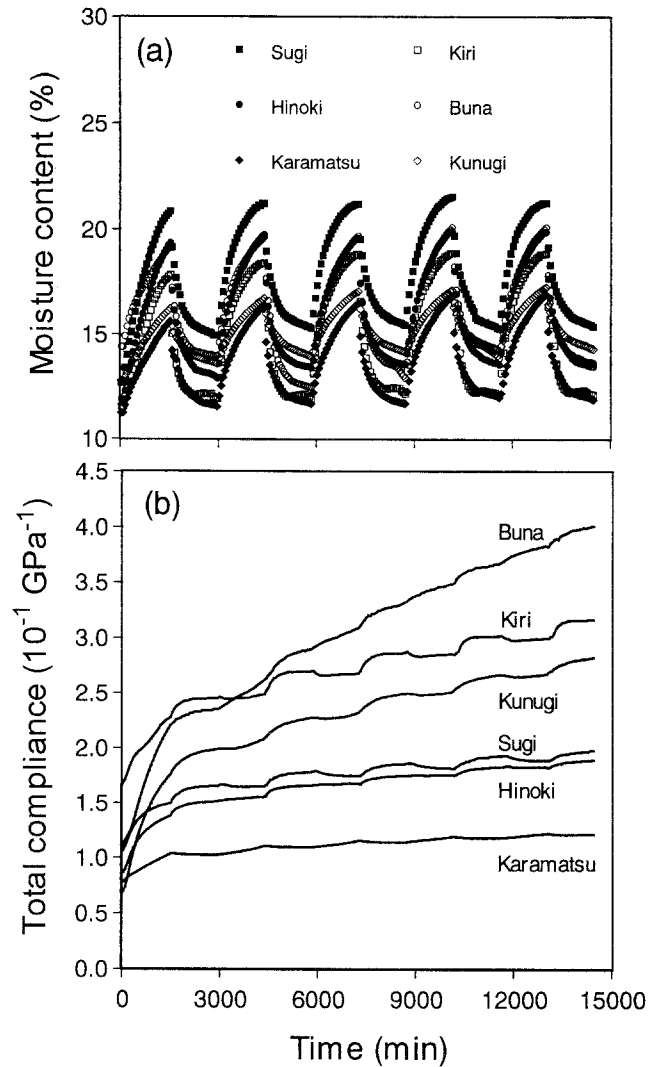 30
(a)
Sugi
Kiri
25
Hinoki
Buna
Karamatsu
Kunugi
20
15
10
Moisture content (%)
4.5
(b)
4.0
3.5
3.0
2.5
2.0
1.5
1.0
0.5
0.0
Total compliance (10⁻¹ GPa⁻¹)
Buna
Kiri
Kunugi
Sugi
Hinoki
Karamatsu
0 3000 6000 9000 12000 15000
Time (min)